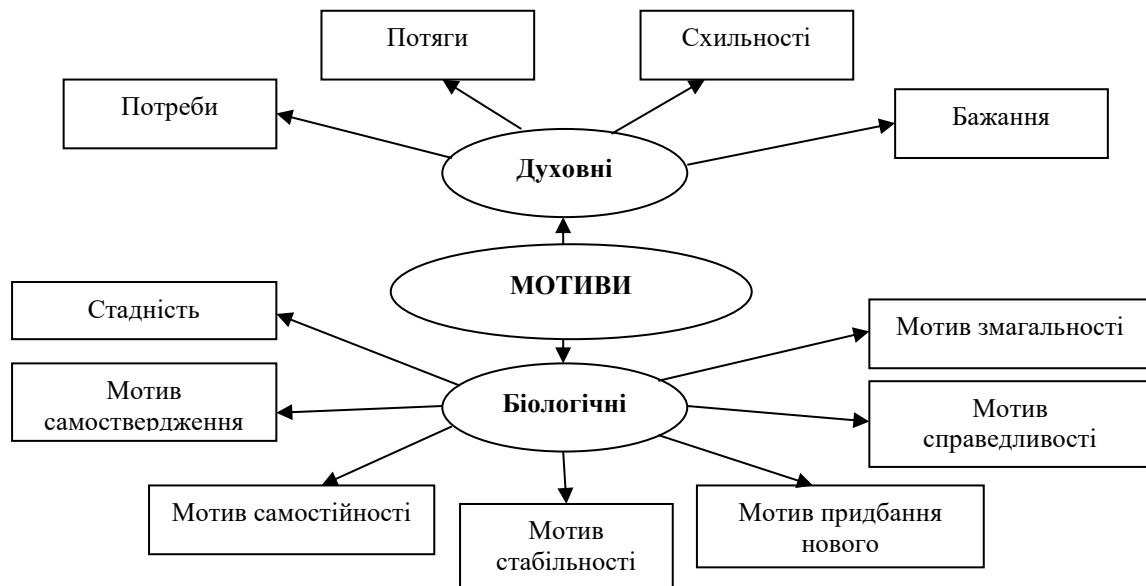 Потяги
Схильності
Потреби
Бажання
Духовні
МОТИВИ
Стадність
Мотив змагальності
Мотив
самоствердження
Біологічні
Мотив
справедливості
Мотив самостійності
Мотив
стабільності
Мотив придбання
нового